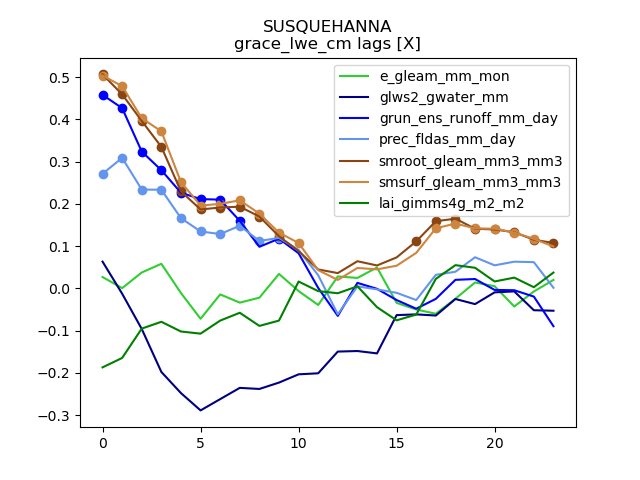 SUSQUEHANNA
grace_lwe_cm lags [X]
e_gleam_mm_mon
glws2_gwater_mm
grun_ens_runoff_mm_day
prec_fldas_mm_day
smroot_gleam_mm3_mm3
smsurf_gleam_mm3_mm3
lai_gimms4g_m2_m2
0.5
0.4
0.3
0.2
0.1
0.0
−0.1
−0.2
−0.3
0 5 10 15 20